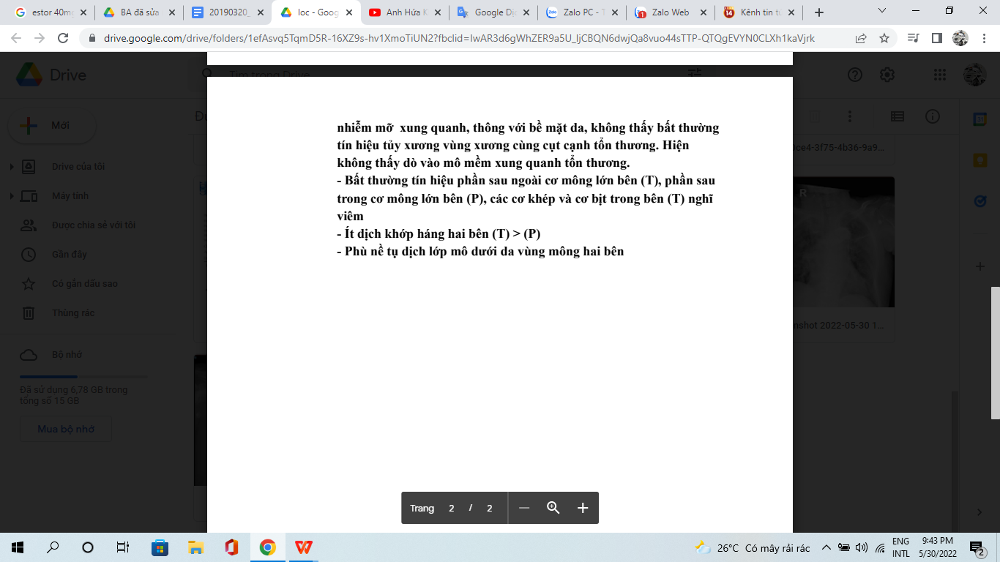 estor 40mg
BA đã sửa
20190320_
loc - Goog
Anh Hứa K
Google Dị
Zalo PC - T
Zalo Web
Kênh tin tứ
drive.google.com/drive/folders/1efAsvq5TqmD5R-16XZ9s-hv1XmoTiUN2?fbclid=IwAR3d6gWhZER9a5U_ljCBQN6dwjQa8vuo44sTTP-QTQgEVYN0CLXh1kaVjrk
Drive
Tìm trong Drive
Mới
Drive của tôi
Máy tính
Được chia sẻ với tôi
Gần đây
Có gắn dấu sao
Thùng rác
Bộ nhớ
Đã sử dụng 6,78 GB trong
tổng số 15 GB
Mua bộ nhớ
nhiễm mỡ xung quanh, thông với bề mặt da, không thấy bất thường
tín hiệu tủy xương vùng xương cùng cụt cạnh tổn thương. Hiện
không thấy dò vào mô mềm xung quanh tổn thương.
- Bất thường tín hiệu phần sau ngoài cơ mông lớn bên (T), phần sau
trong cơ mông lớn bên (P), các cơ khép và cơ bịt trong bên (T) nghĩ
viêm
- Ít dịch khớp háng hai bên (T) > (P)
- Phù nề tụ dịch lớp mô dưới da vùng mông hai bên
ce4-3f75-4b36-9a9...
R
nshot 2022-05-30 1...
Trang 2 / 2
26°C Có mây rải rác
ENG
INTL
9:43 PM
5/30/2022
2